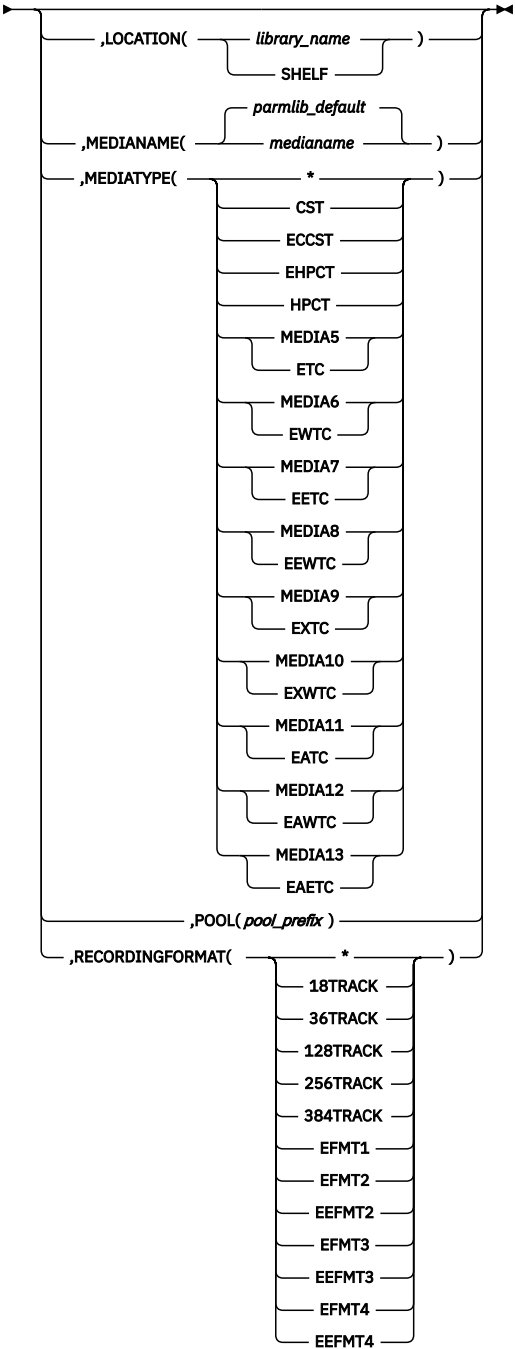 ,LOCATION( library_name )
SHELF
parmlib_default
,MEDIANAME( medianame )
,MEDIATYPE( * )
CST
ECCST
EHPCT
HPCT
MEDIA5
ETC
MEDIA6
EWTC
MEDIA7
EETC
MEDIA8
EEWTC
MEDIA9
EXTC
MEDIA10
EXWTC
MEDIA11
EATC
MEDIA12
EAWTC
MEDIA13
EAETC
,POOL( pool_prefix )
,RECORDINGFORMAT( * )
18TRACK
36TRACK
128TRACK
256TRACK
384TRACK
EFMT1
EFMT2
EEFMT2
EFMT3
EEFMT3
EFMT4
EEFMT4